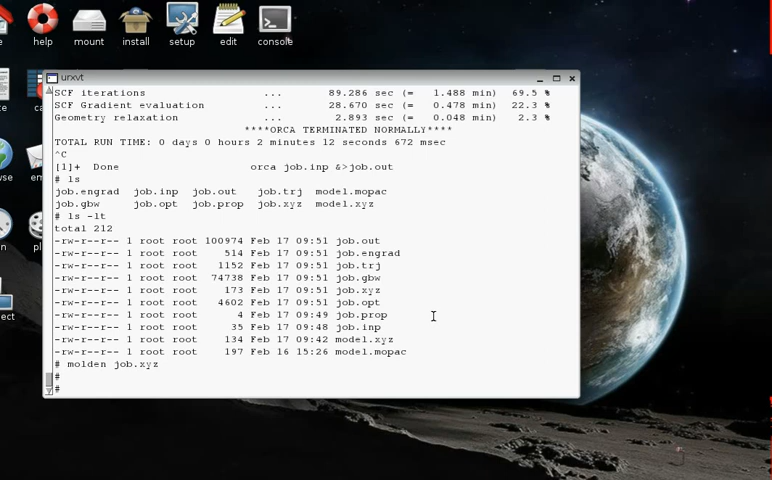 help mount install setup edit console
urxvt
SCF iterations ... 89.286 sec (= 1.488 min) 69.5 %
SCF Gradient evaluation ... 28.670 sec (= 0.478 min) 22.3 %
Geometry relaxation ... 2.893 sec (= 0.048 min) 2.3 %
****ORCA TERMINATED NORMALLY****
TOTAL RUN TIME: 0 days 0 hours 2 minutes 12 seconds 672 msec
^C
[1]+ Done orca job.inp &>job.out
# ls
job.engrad job.inp job.out job.trj model.mopac
job.gbw job.opt job.prop job.xyz model.xyz
# ls -lt
total 212
-rw-r--r-- 1 root root 100974 Feb 17 09:51 job.out
-rw-r--r-- 1 root root 514 Feb 17 09:51 job.engrad
-rw-r--r-- 1 root root 1152 Feb 17 09:51 job.trj
-rw-r--r-- 1 root root 74738 Feb 17 09:51 job.gbw
-rw-r--r-- 1 root root 173 Feb 17 09:51 job.xyz
-rw-r--r-- 1 root root 4602 Feb 17 09:51 job.opt
-rw-r--r-- 1 root root 4 Feb 17 09:49 job.prop
-rw-r--r-- 1 root root 35 Feb 17 09:48 job.inp
-rw-r--r-- 1 root root 134 Feb 17 09:42 model.xyz
-rw-r--r-- 1 root root 197 Feb 16 15:26 model.mopac
# molden job.xyz
#
#